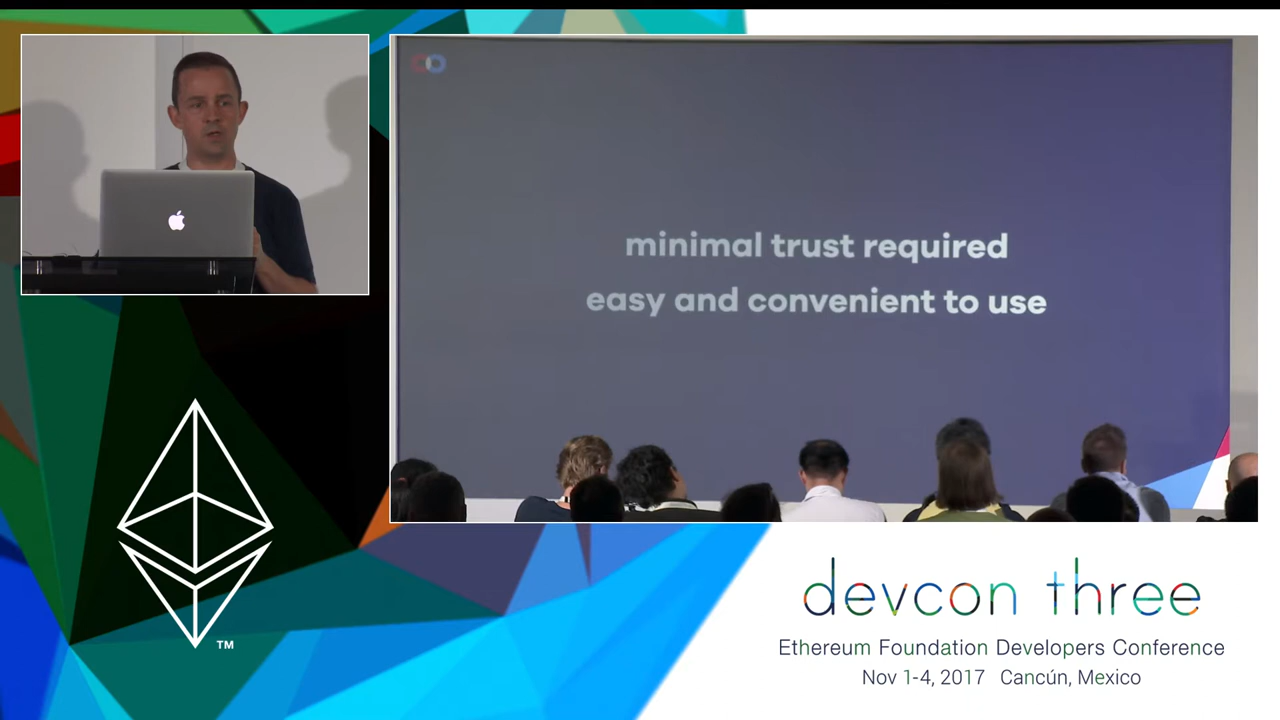 minimal trust required
easy and convenient to use
TM
devcon three
Ethereum Foundation Developers Conference
Nov 1-4, 2017 Cancún, Mexico